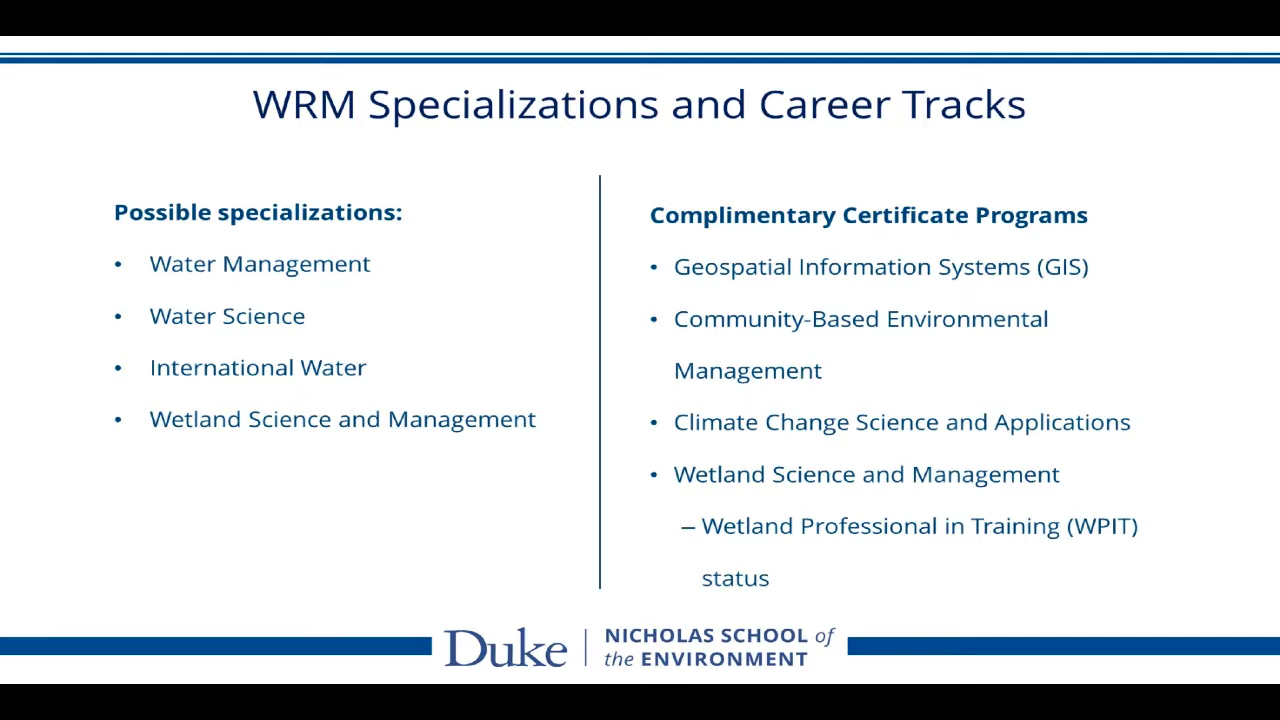 WRM Specializations and Career Tracks
Possible specializations:
• Water Management
• Water Science
• International Water
• Wetland Science and Management
Complimentary Certificate Programs
• Geospatial Information Systems (GIS)
• Community-Based Environmental
Management
• Climate Change Science and Applications
• Wetland Science and Management
– Wetland Professional in Training (WPIT)
status
Duke
NICHOLAS SCHOOL of
the ENVIRONMENT